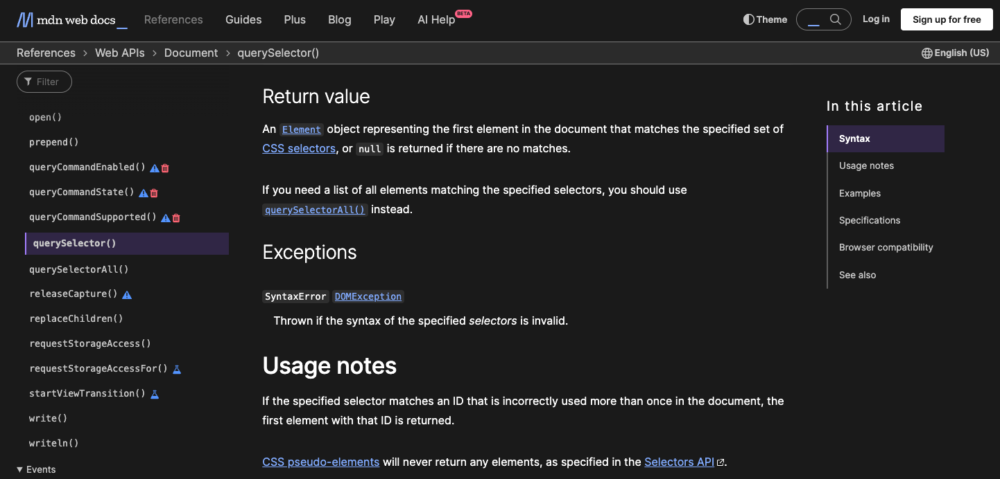 mdn web docs_
References Guides Plus Blog Play AI Help BETA
Theme
Log in
Sign up for free
References > Web APIs > Document > querySelector()
English (US)
Filter
open()
prepend()
queryCommandEnabled()
queryCommandState()
queryCommandSupported()
querySelector()
querySelectorAll()
releaseCapture()
replaceChildren()
requestStorageAccess()
requestStorageAccessFor()
startViewTransition()
write()
writeln()
▼ Events
Return value
An Element object representing the first element in the document that matches the specified set of
CSS selectors, or null is returned if there are no matches.
If you need a list of all elements matching the specified selectors, you should use
querySelectorAll() instead.
Exceptions
SyntaxError DOMException
Thrown if the syntax of the specified selectors is invalid.
Usage notes
If the specified selector matches an ID that is incorrectly used more than once in the document, the
first element with that ID is returned.
CSS pseudo-elements will never return any elements, as specified in the Selectors API.
In this article
Syntax
Usage notes
Examples
Specifications
Browser compatibility
See also